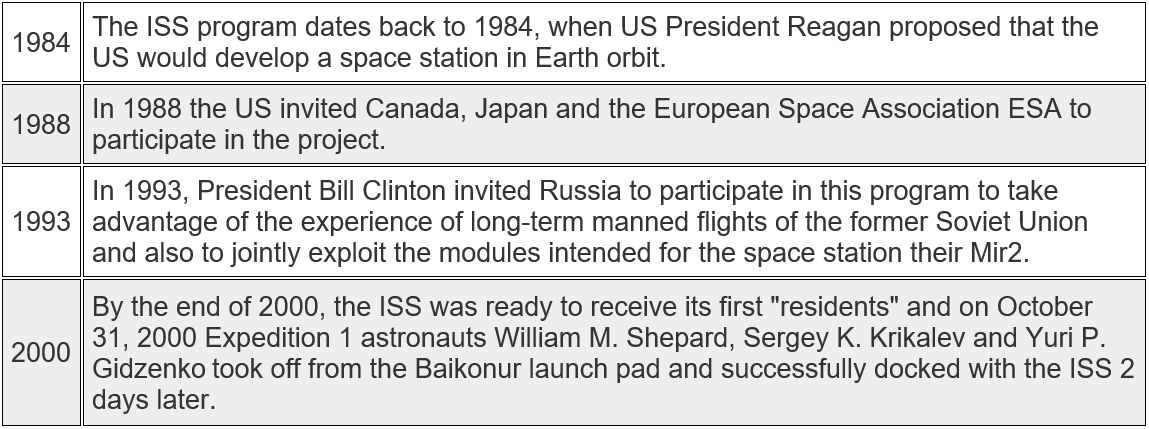 1984
The ISS program dates back to 1984, when US President Reagan proposed that the
US would develop a space station in Earth orbit.
1988
In 1988 the US invited Canada, Japan and the European Space Association ESA to
participate in the project.
1993
In 1993, President Bill Clinton invited Russia to participate in this program to take
advantage of the experience of long-term manned flights of the former Soviet Union
and also to jointly exploit the modules intended for the space station their Mir2.
2000
By the end of 2000, the ISS was ready to receive its first "residents" and on October
31, 2000 Expedition 1 astronauts William M. Shepard, Sergey K. Krikalev and Yuri P.
Gidzenko took off from the Baikonur launch pad and successfully docked with the ISS 2
days later.